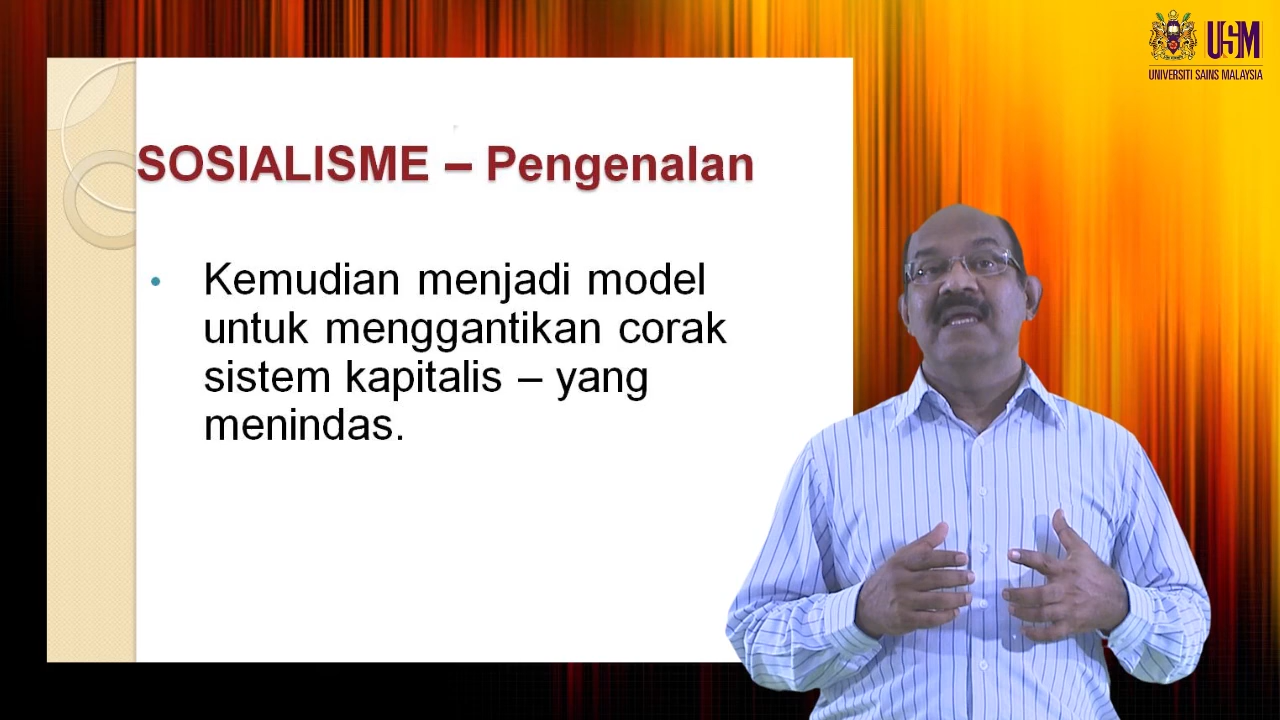 USM
UNIVERSITI SAINS MALAYSIA
SOSIALISME – Pengenalan
• Kemudian menjadi model
untuk menggantikan corak
sistem kapitalis – yang
menindas.